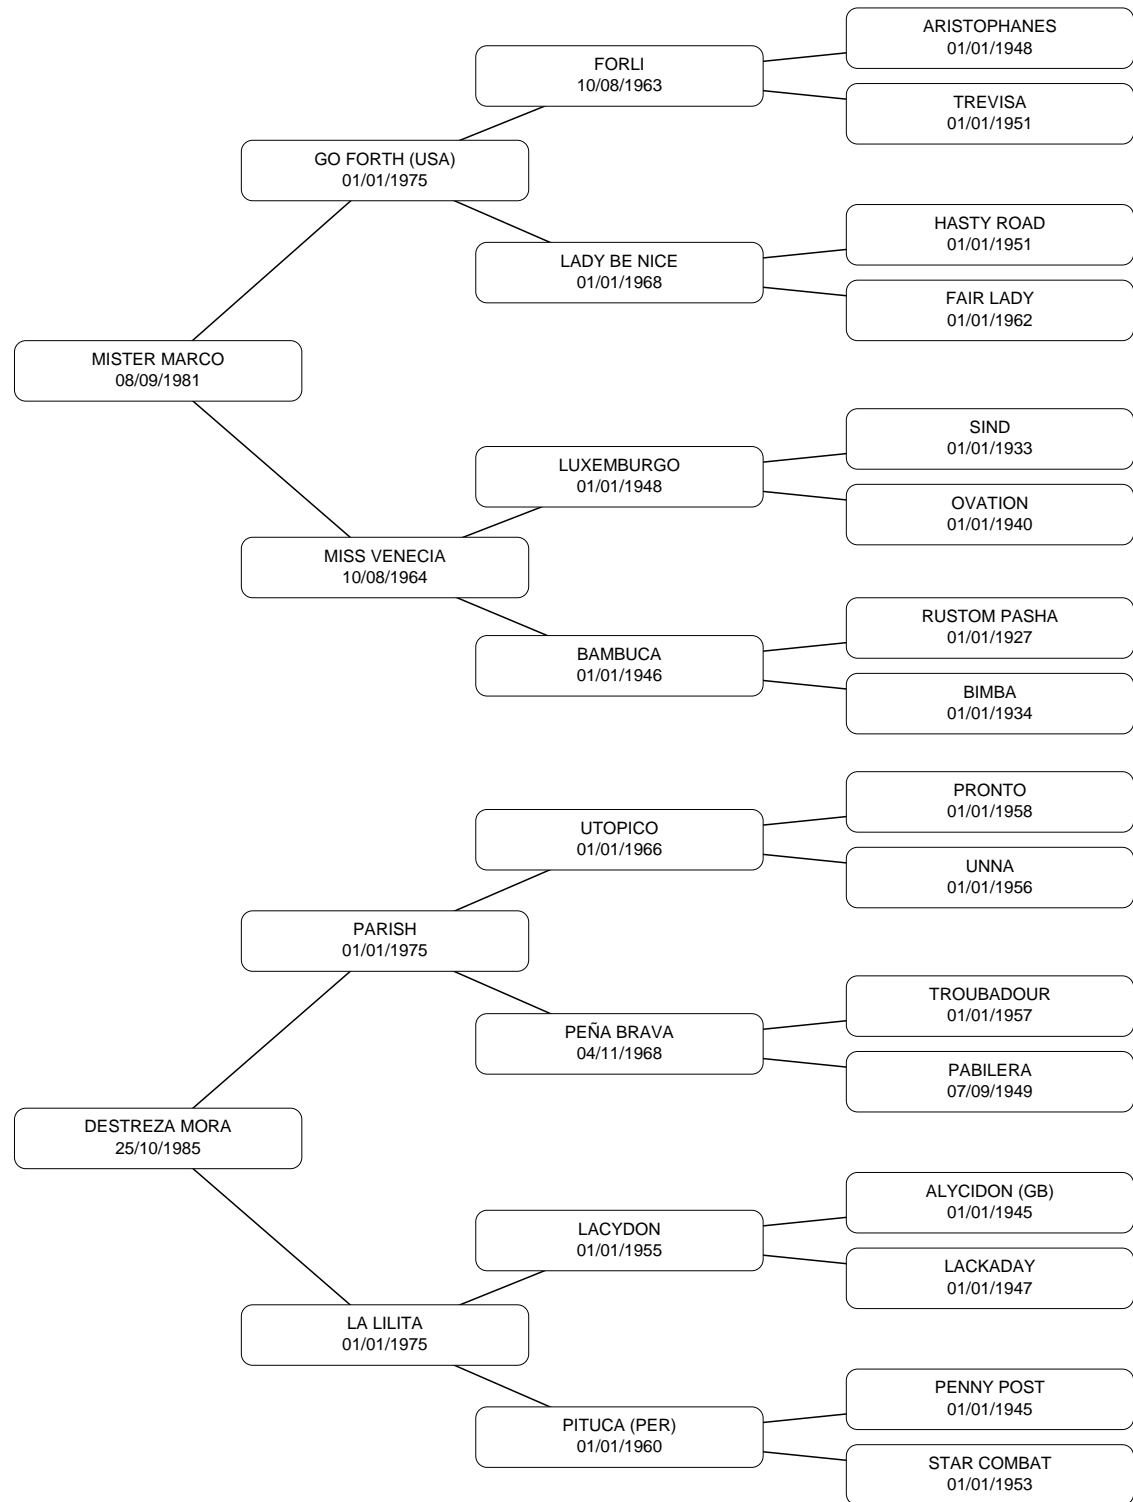 ARISTOPHANES
01/01/1948
FORLI
10/08/1963
TREVISA
01/01/1951
GO FORTH (USA)
01/01/1975
HASTY ROAD
01/01/1951
LADY BE NICE
01/01/1968
FAIR LADY
01/01/1962
MISTER MARCO
08/09/1981
SIND
01/01/1933
LUXEMBURGO
01/01/1948
OVATION
01/01/1940
MISS VENECIA
10/08/1964
RUSTOM PASHA
01/01/1927
BAMBUCA
01/01/1946
BIMBA
01/01/1934
PRONTO
01/01/1958
UTOPICO
01/01/1966
UNNA
01/01/1956
PARISH
01/01/1975
TROUBADOUR
01/01/1957
PEÑA BRAVA
04/11/1968
PABILERA
07/09/1949
DESTREZA MORA
25/10/1985
ALYCIDON (GB)
01/01/1945
LACYDON
01/01/1955
LACKADAY
01/01/1947
LA LILITA
01/01/1975
PENNY POST
01/01/1945
PITUCA (PER)
01/01/1960
STAR COMBAT
01/01/1953